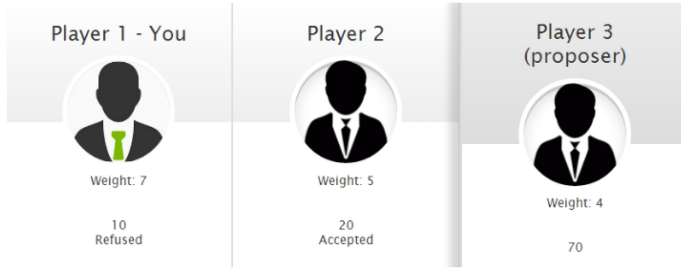 Player 1 - You
Weight: 7
10
Refused
Player 2
Weight: 5
20
Accepted
Player 3
(proposer)
Weight: 4
70